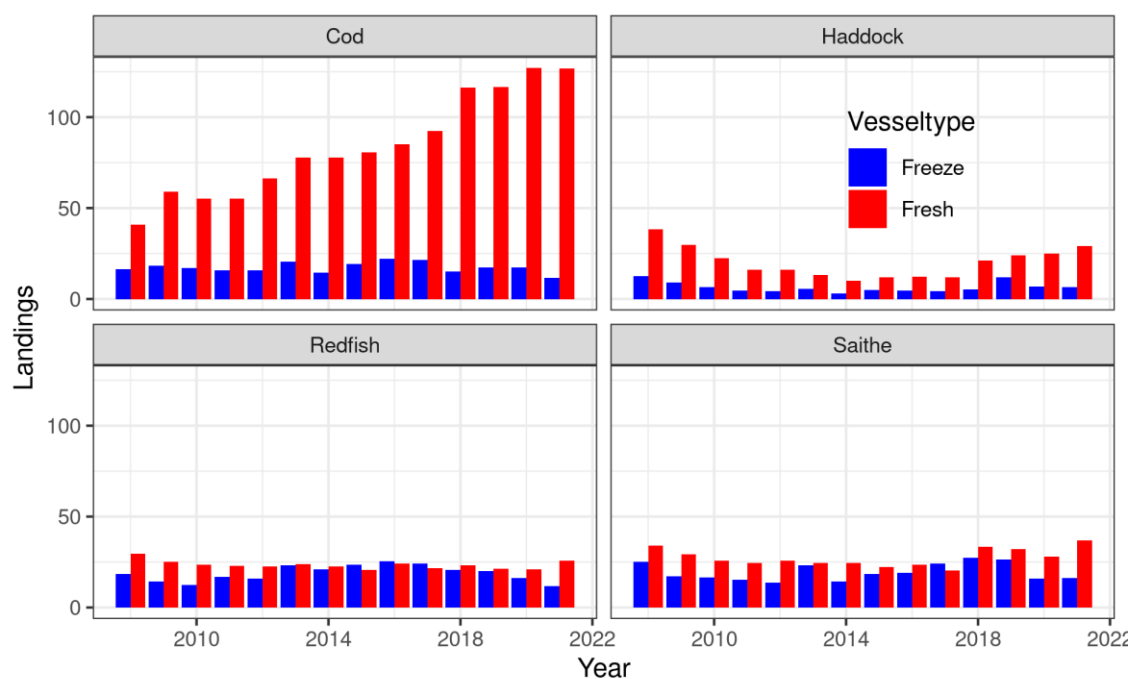 Cod
Haddock
100
50
0
Vesseltype
Freeze
Fresh
Landings
Redfish
Saithe
100
50
0
2010 2014 2018 2022 2010 2014 2018 2022
Year